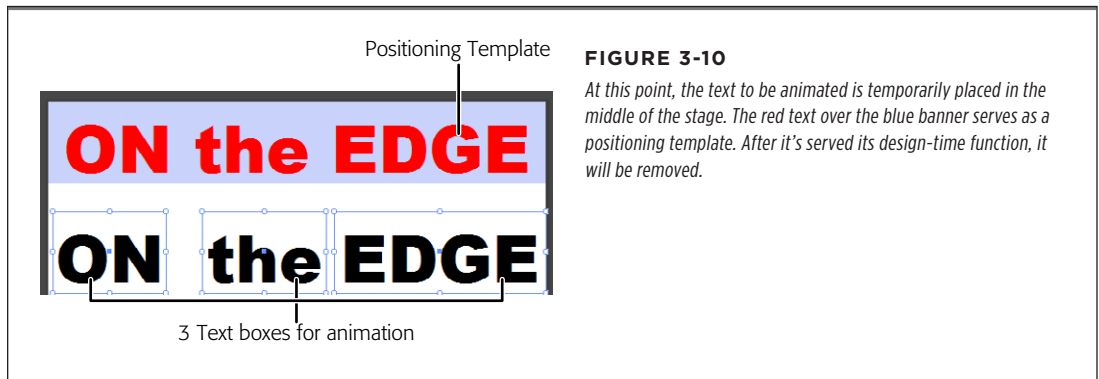 Positioning Template
ON the EDGE
ON the EDGE
3 Text boxes for animation
FIGURE 3-10
At this point, the text to be animated is temporarily placed in the
middle of the stage. The red text over the blue banner serves as a
positioning template. After it’s served its design-time function, it
will be removed.